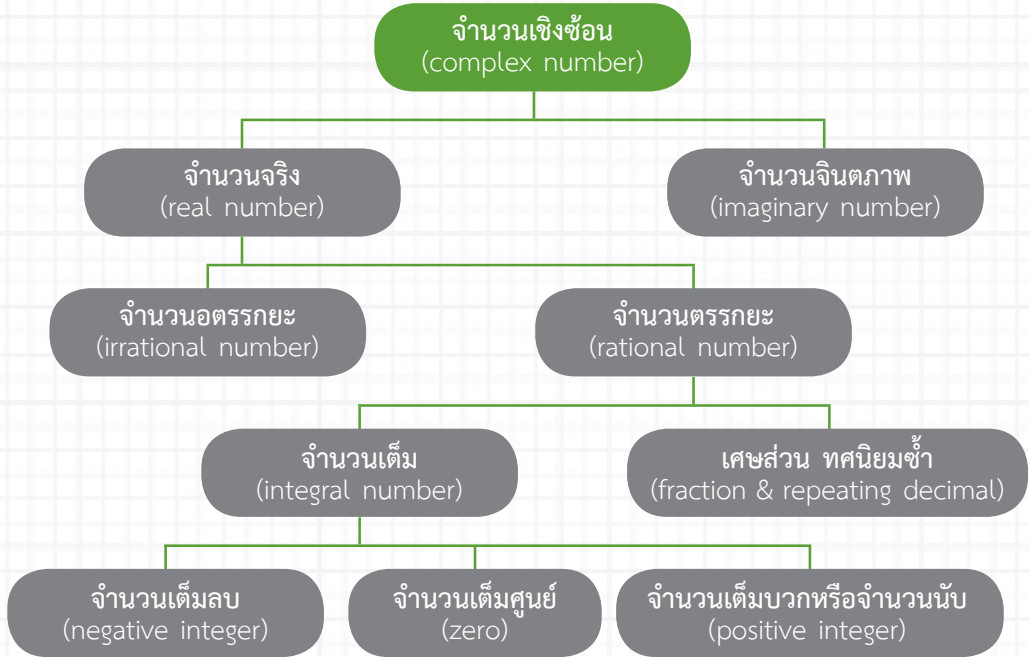 จำนวนเชิงซ้อน
(complex number)
จำนวนจริง
(real number)
จำนวนจินตภาพ
(imaginary number)
จำนวนอตรรกยะ
(irrational number)
จำนวนตรรกยะ
(rational number)
จำนวนเต็ม
(integral number)
เศษส่วน ทศนิยมซ้ำ
(fraction & repeating decimal)
จำนวนเต็มลบ
(negative integer)
จำนวนเต็มศูนย์
(zero)
จำนวนเต็มบวกหรือจำนวนนับ
(positive integer)